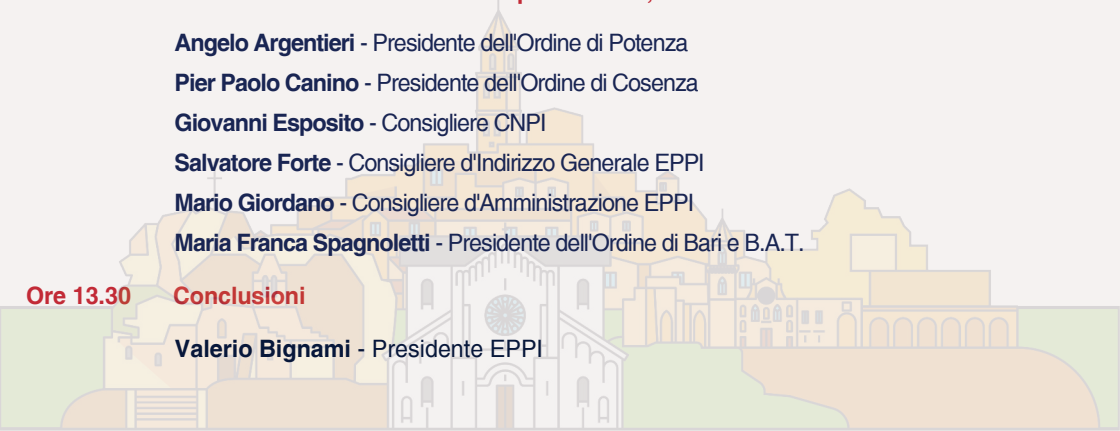 Angelo Argentieri - Presidente dell'Ordine di Potenza
Pier Paolo Canino - Presidente dell'Ordine di Cosenza
Giovanni Esposito - Consigliere CNPI
Salvatore Forte - Consigliere d'Indirizzo Generale EPPI
Mario Giordano - Consigliere d'Amministrazione EPPI
Maria Franca Spagnoletti - Presidente dell'Ordine di Bari e B.A.T.
Ore 13.30 Conclusioni
Valerio Bignami - Presidente EPPI